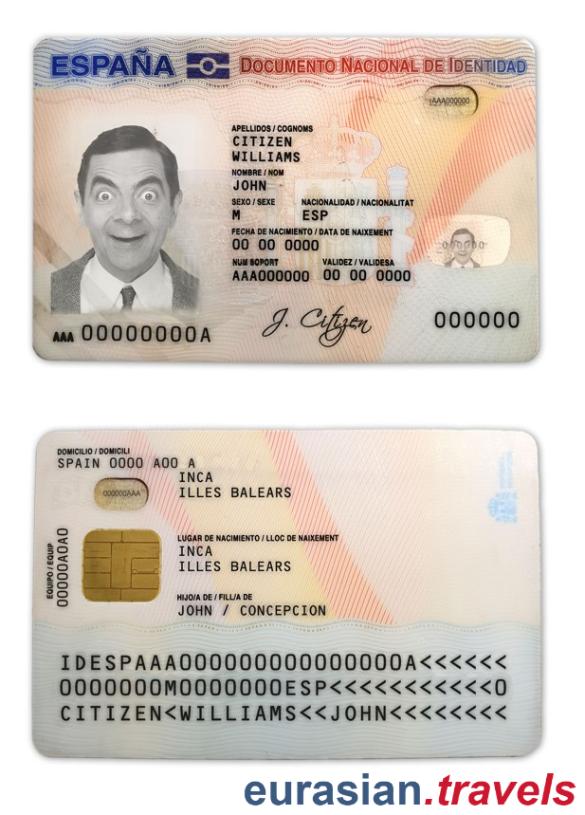 ESPAÑA DOCUMENTO NACIONAL DE IDENTIDAD
AAA000000
APELLIDOS / COGNOMS
CITIZEN
WILLIAMS
NOMBRE / NOM
JOHN
SEXO / SEXE NACIONALIDAD / NACIONALITAT
M ESP
FECHA DE NACIMIENTO / DATA DE NAIXEMENT
00 00 0000
NUM SOPORT VALIDEZ / VALIDESA
AAA000000 00 00 0000
AAA 00000000A
J. Citizen
000000
DOMICILIO / DOMICILI
SPAIN 0000 A00 A
INCA
ILLES BALEARS
000000AAA
EQUIPO / EQUIP
00000A0A0
LUGAR DE NACIMIENTO / LLOC DE NAIXEMENT
INCA
ILLES BALEARS
HIJO/A DE / FILL/A DE
JOHN / CONCEPCION
IDESPAAA0000000000000000A<<<<<<
0000000M0000000ESP<<<<<<<<<<<0
CITIZEN<WILLIAMS<<JOHN<<<<<<<<
eurasian.travels